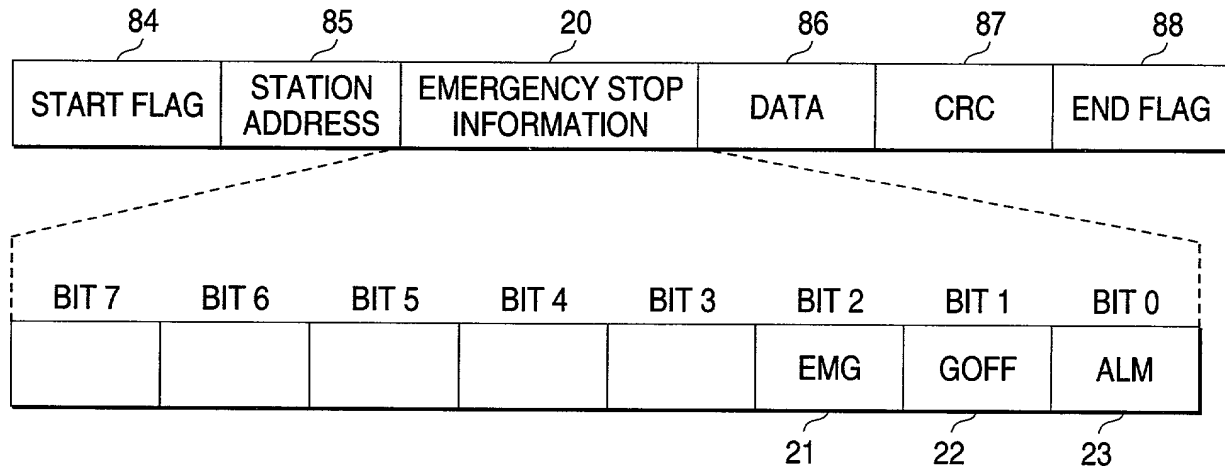 84 85 20 86 87 88
START FLAG STATION ADDRESS EMERGENCY STOP INFORMATION DATA CRC END FLAG
BIT 7 BIT 6 BIT 5 BIT 4 BIT 3 BIT 2 BIT 1 BIT 0
EMG GOFF ALM
21 22 23